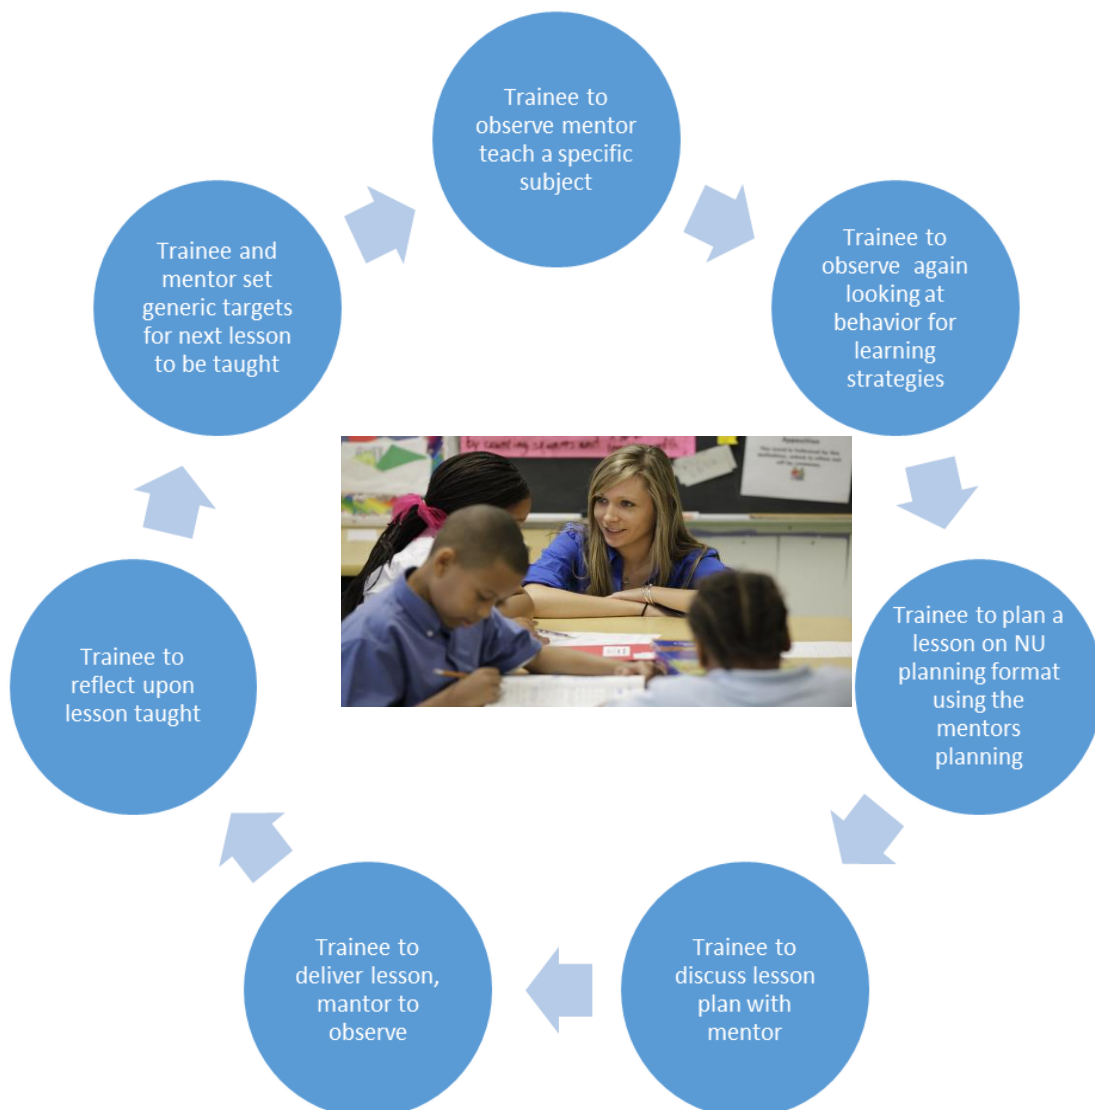 Trainee to
observe mentor
teach a specific
subject
Trainee to
observe again
looking at
behavior for
learning
strategies
Trainee to plan a
lesson on NU
planning format
using the
mentors
planning
Trainee to
discuss lesson
plan with
mentor
Trainee to
deliver lesson,
mantor to
observe
Trainee to
reflect upon
lesson taught
Trainee and
mentor set
generic targets
for next lesson
to be taught